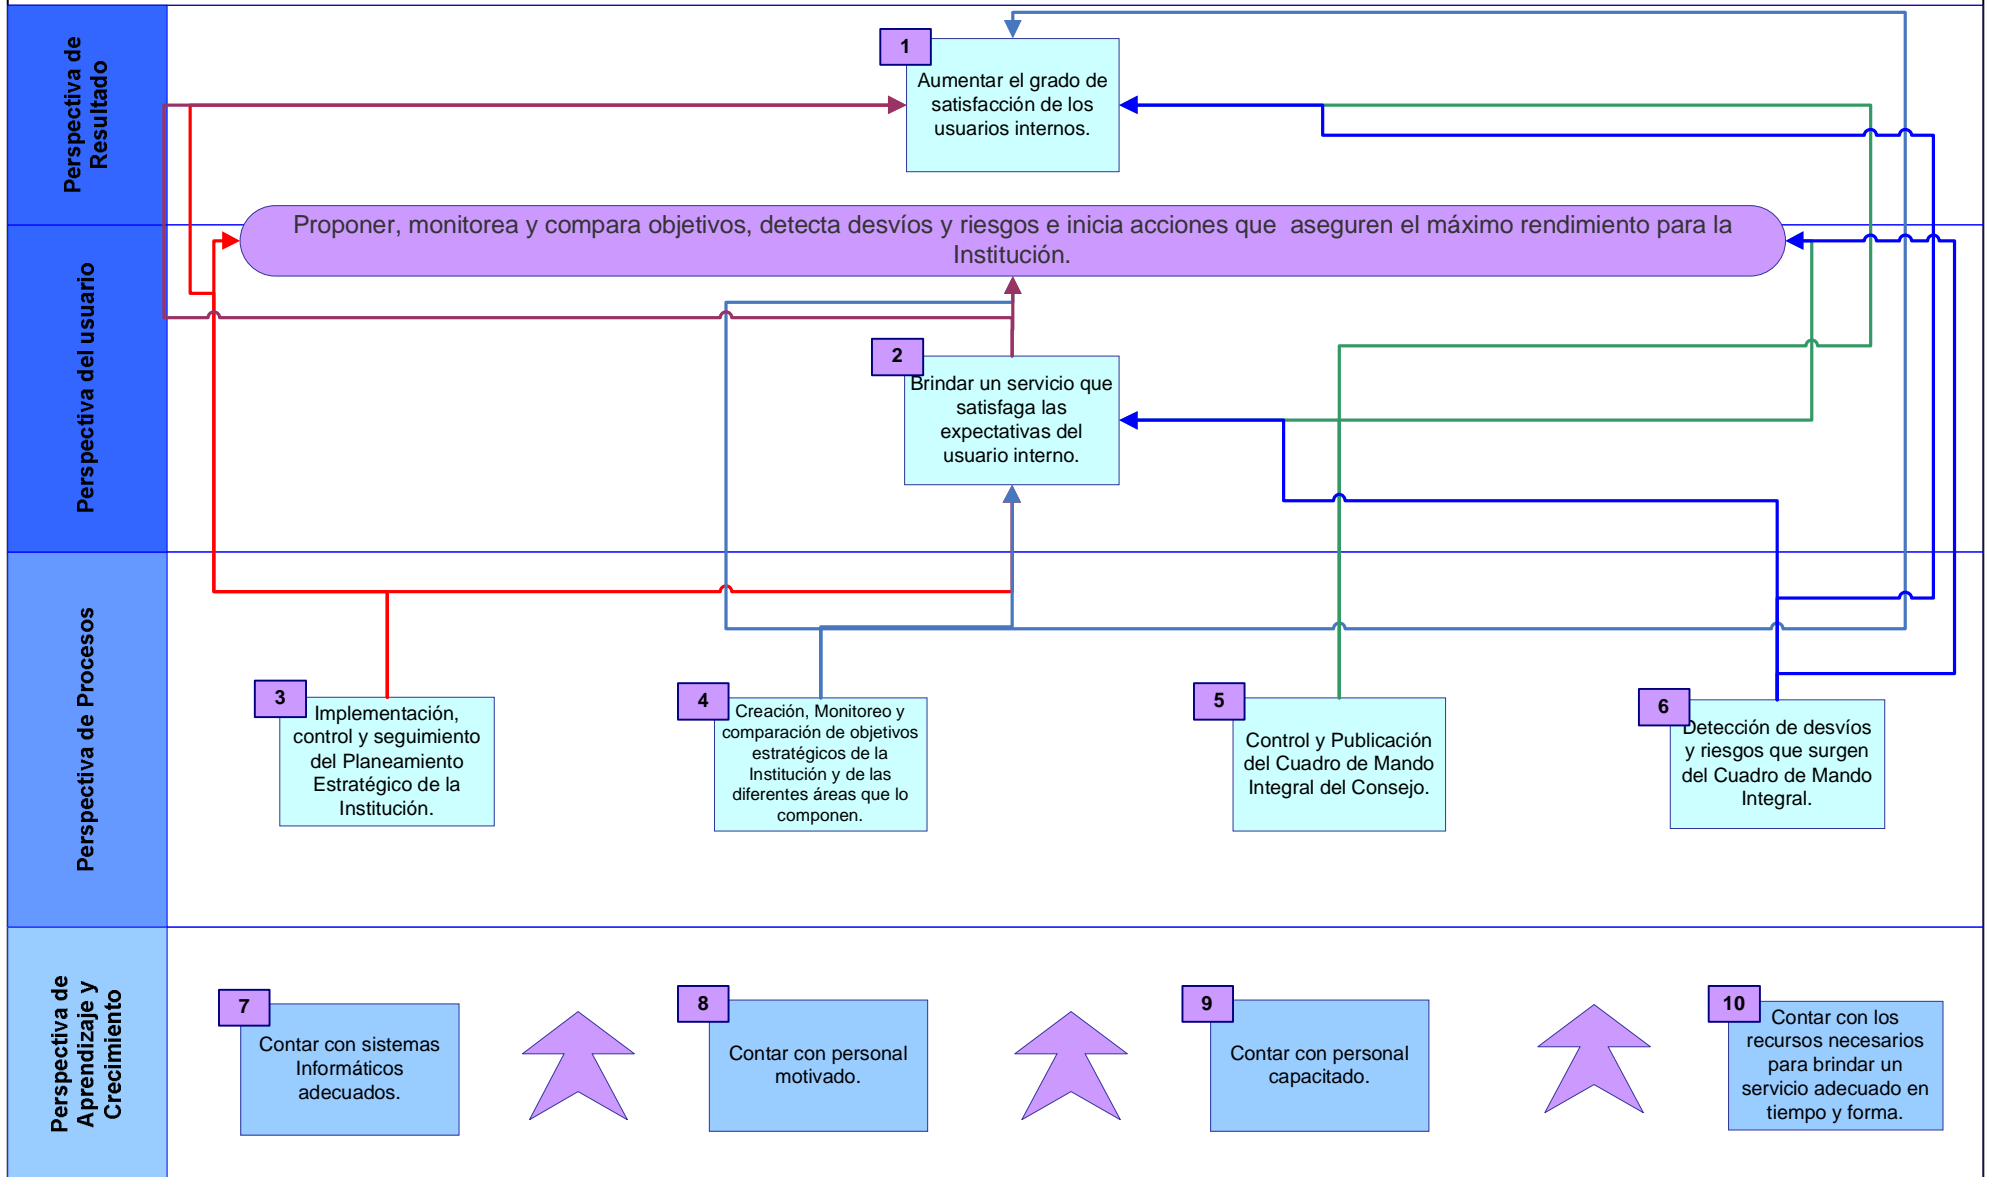 Perspectiva de
Resultado
1
Aumentar el grado de
satisfacción de los
usuarios internos.
Proponer, monitorea y compara objetivos, detecta desvíos y riesgos e inicia acciones que  aseguren el máximo rendimiento para la
Institución.
Perspectiva del usuario
2
Brindar un servicio que
satisfaga las
expectativas del
usuario interno.
Perspectiva de Procesos
3
Implementación,
control y seguimiento
del Planeamiento
Estratégico de la
Institución.
4
Creación, Monitoreo y
comparación de objetivos
estratégicos de la
Institución y de las
diferentes áreas que lo
componen.
5
Control y Publicación
del Cuadro de Mando
Integral del Consejo.
6
Detección de desvíos
y riesgos que surgen
del Cuadro de Mando
Integral.
Perspectiva de
Aprendizaje y
Crecimiento
7
Contar con sistemas
Informáticos
adecuados.
8
Contar con personal
motivado.
9
Contar con personal
capacitado.
10
Contar con los
recursos necesarios
para brindar un
servicio adecuado en
tiempo y forma.